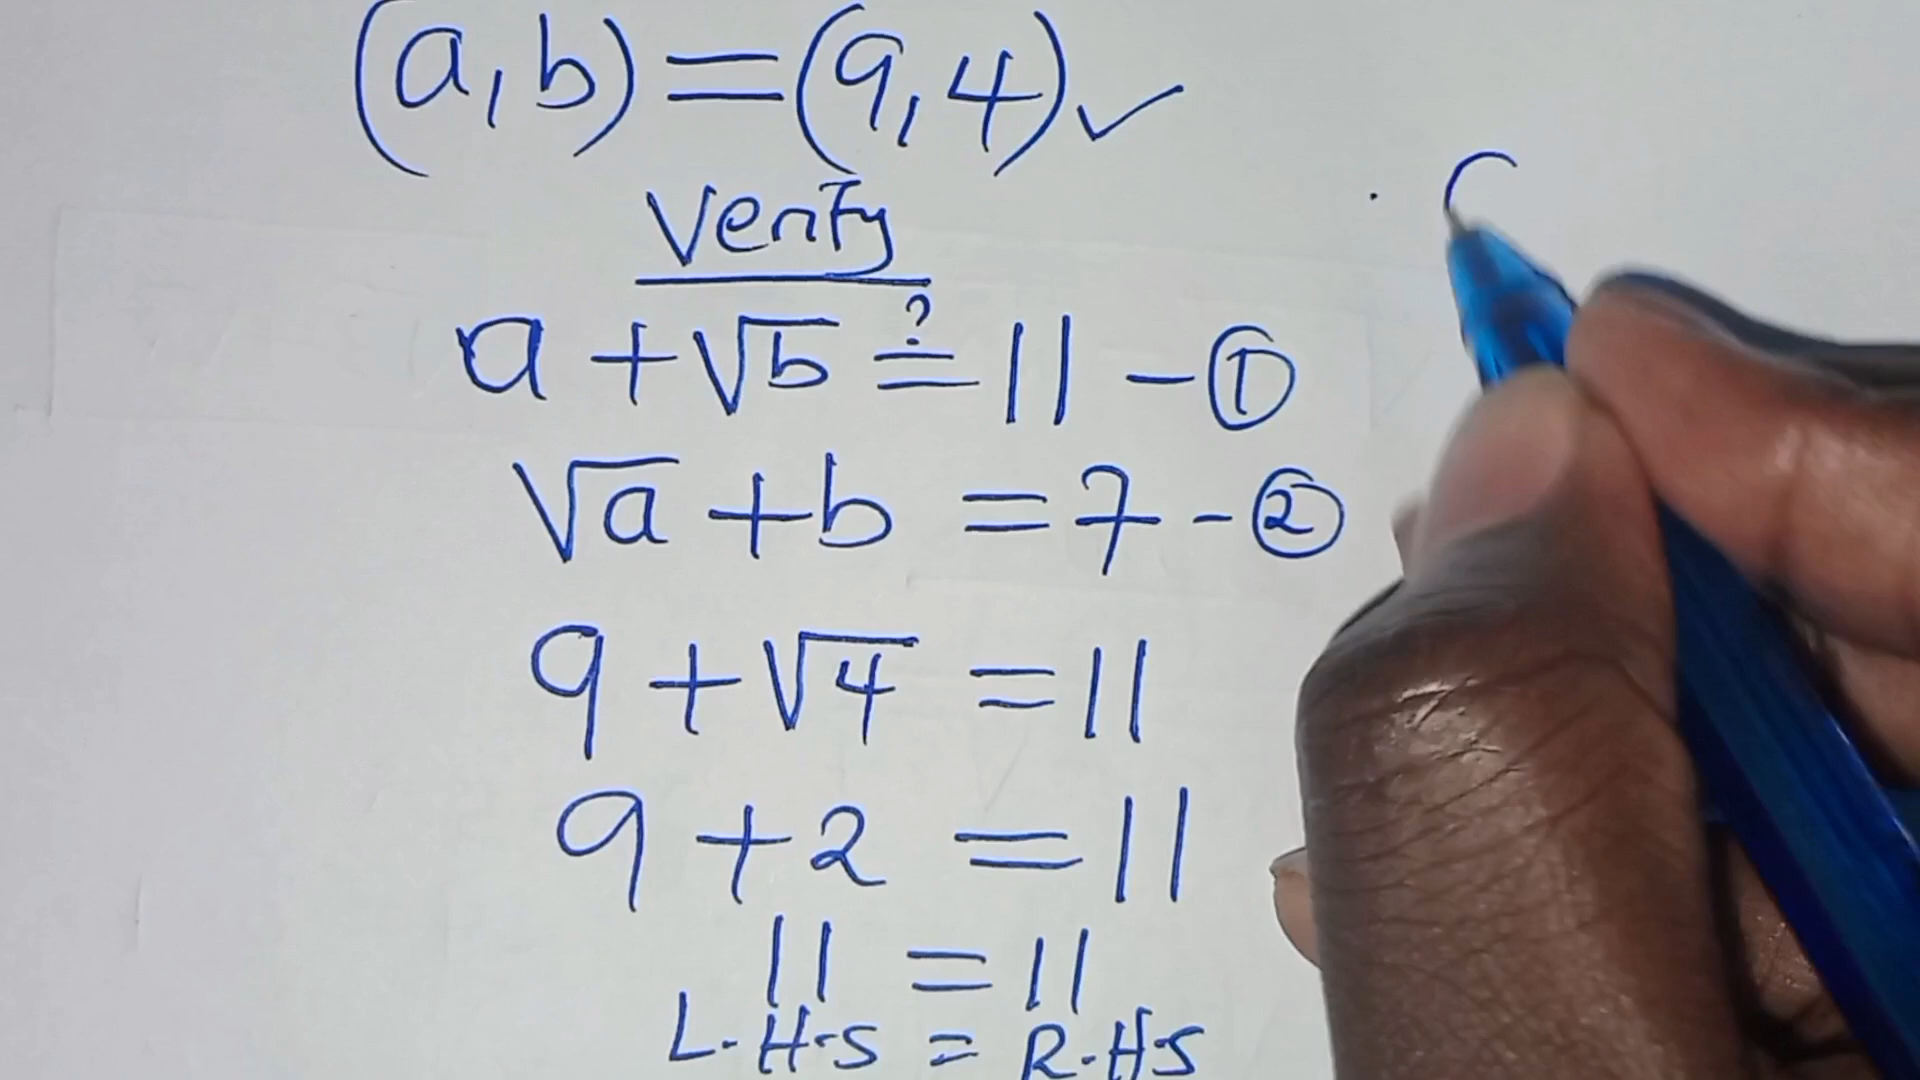 (a,b)=(9,4)✓
Verify
a+√b ≟ 11 - ①
√a+b = 7 - ②
9+√4 = 11
9+2 = 11
11 = 11
L.H.S = R.H.S